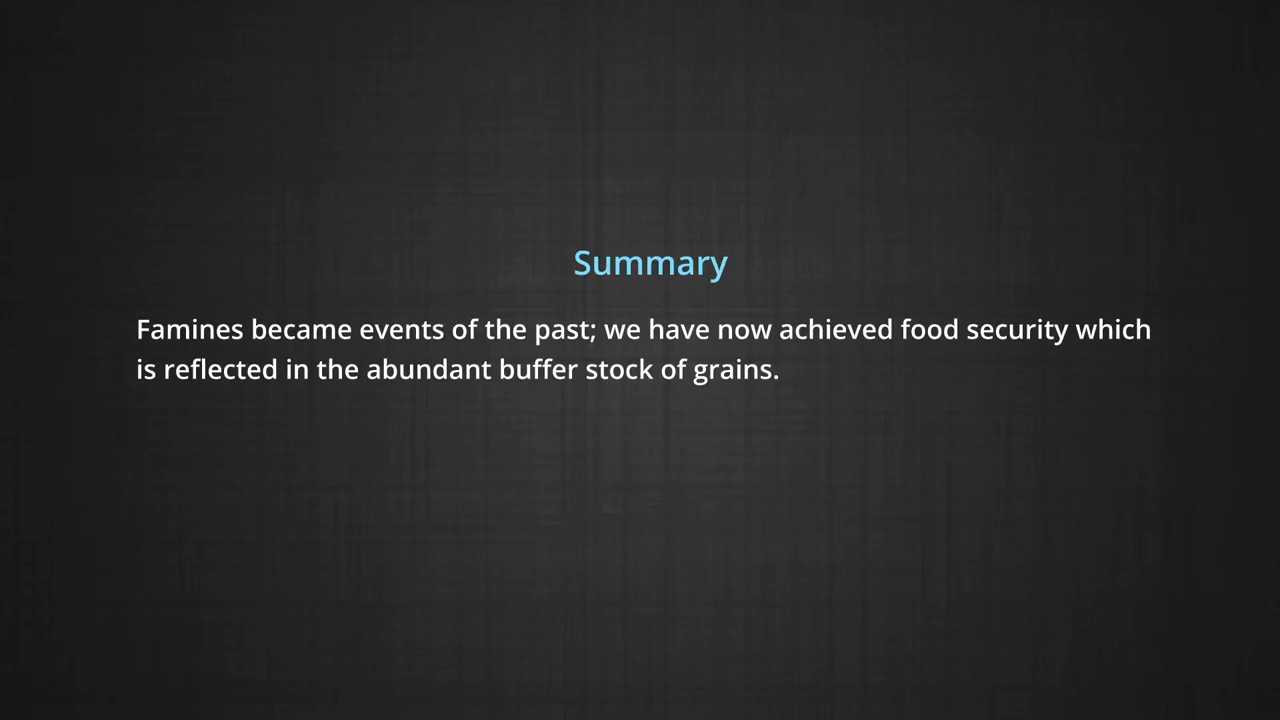 Summary
Famines became events of the past; we have now achieved food security which
is reflected in the abundant buffer stock of grains.